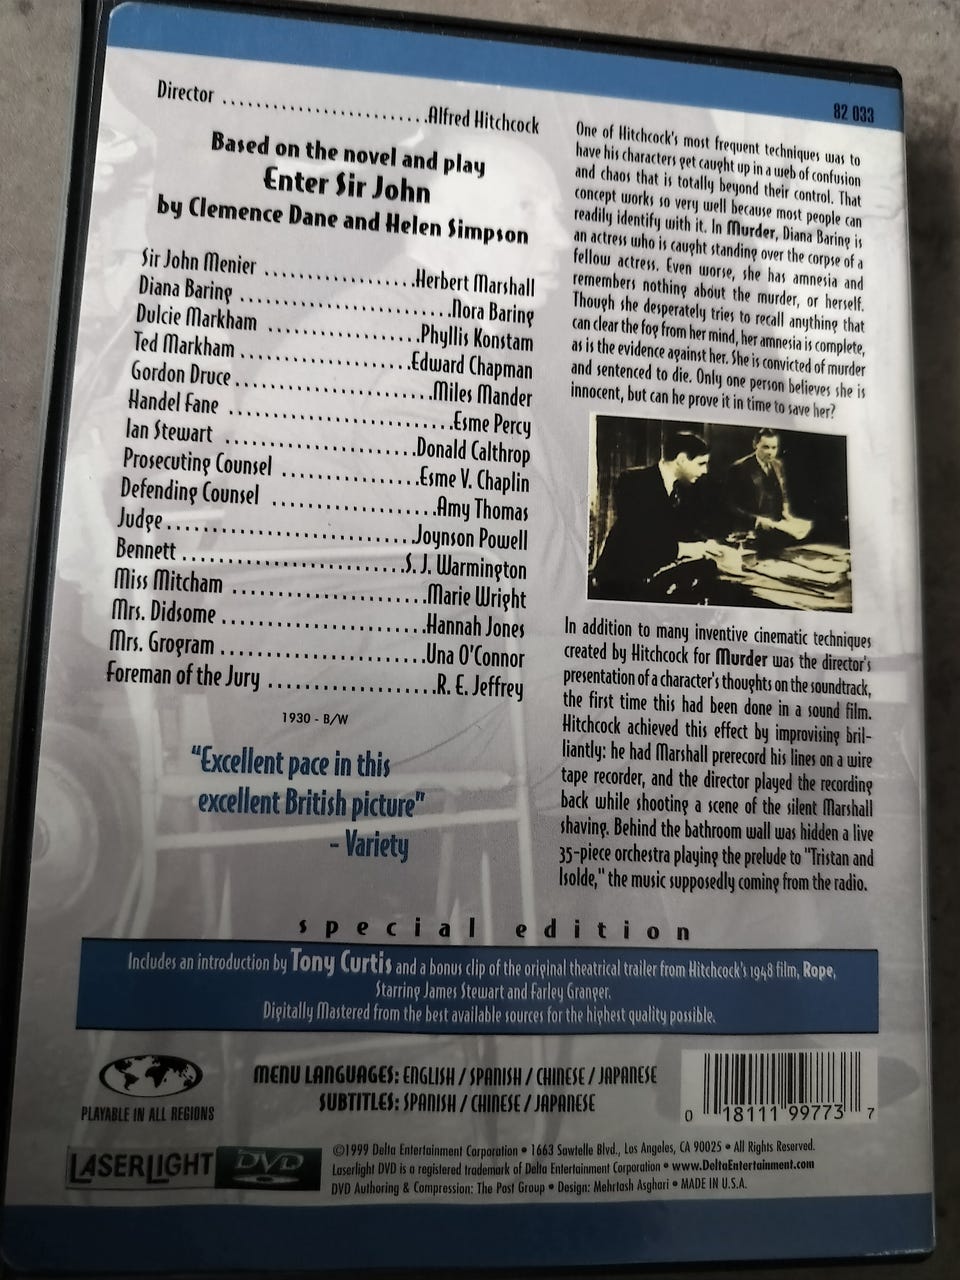 Director ......................Alfred Hitchcock
Based on the novel and play
Enter Sir John
by Clemence Dane and Helen Simpson
Sir John Menier ................Herbert Marshall
Diana Baring ......................Nora Baring
Dulcie Markham ................Phyllis Konstam
Ted Markham..................Edward Chapman
Gordon Druce.....................Miles Mander
Handel Fane .......................Esme Percy
Ian Stewart ....................Donald Calthrop
Prosecuting Counsel ..............Esme V. Chaplin
Defending Counsel .................Amy Thomas
Judge.........................Joynson Powell
Bennett .......................S. J. Warmington
Miss Mitcham ....................Marie Wright
Mrs. Didsome .....................Hannah Jones
Mrs. Grogram .....................Una O'Connor
Foreman of the Jury .................R. E. Jeffrey
1930 - B/W
"Excellent pace in this
excellent British picture"
- Variety
82 033
One of Hitchcock's most frequent techniques was to
have his characters get caught up in a web of confusion
and chaos that is totally beyond their control. That
concept works so very well because most people can
readily identify with it. In Murder, Diana Baring is
an actress who is caught standing over the corpse of a
fellow actress. Even worse, she has amnesia and
remembers nothing about the murder, or herself.
Though she desperately tries to recall anything that
can clear the fog from her mind, her amnesia is complete,
as is the evidence against her. She is convicted of murder
and sentenced to die. Only one person believes she is
innocent, but can he prove it in time to save her?
In addition to many inventive cinematic techniques
created by Hitchcock for Murder was the director's
presentation of a character's thoughts on the soundtrack,
the first time this had been done in a sound film.
Hitchcock achieved this effect by improvising bril-
liantly: he had Marshall prerecord his lines on a wire
tape recorder, and the director played the recording
back while shooting a scene of the silent Marshall
shaving. Behind the bathroom wall was hidden a live
35-piece orchestra playing the prelude to "Tristan and
Isolde," the music supposedly coming from the radio.
special edition
Includes an introduction by Tony Curtis and a bonus clip of the original theatrical trailer from Hitchcock's 1948 film, Rope,
Starring James Stewart and Farley Granger.
Digitally Mastered from the best available sources for the highest quality possible.
PLAYABLE IN ALL REGIONS
MENU LANGUAGES: ENGLISH / SPANISH / CHINESE / JAPANESE
SUBTITLES: SPANISH / CHINESE / JAPANESE
0 18111 99773 7
LASERLIGHT DVD
©1999 Delta Entertainment Corporation • 1663 Sawtelle Blvd., Los Angeles, CA 90025 • All Rights Reserved.
Laserlight DVD is a registered trademark of Delta Entertainment Corporation • www.DeltaEntertainment.com
DVD Authoring & Compression: The Post Group • Design: Mehrtash Asghari • MADE IN U.S.A.